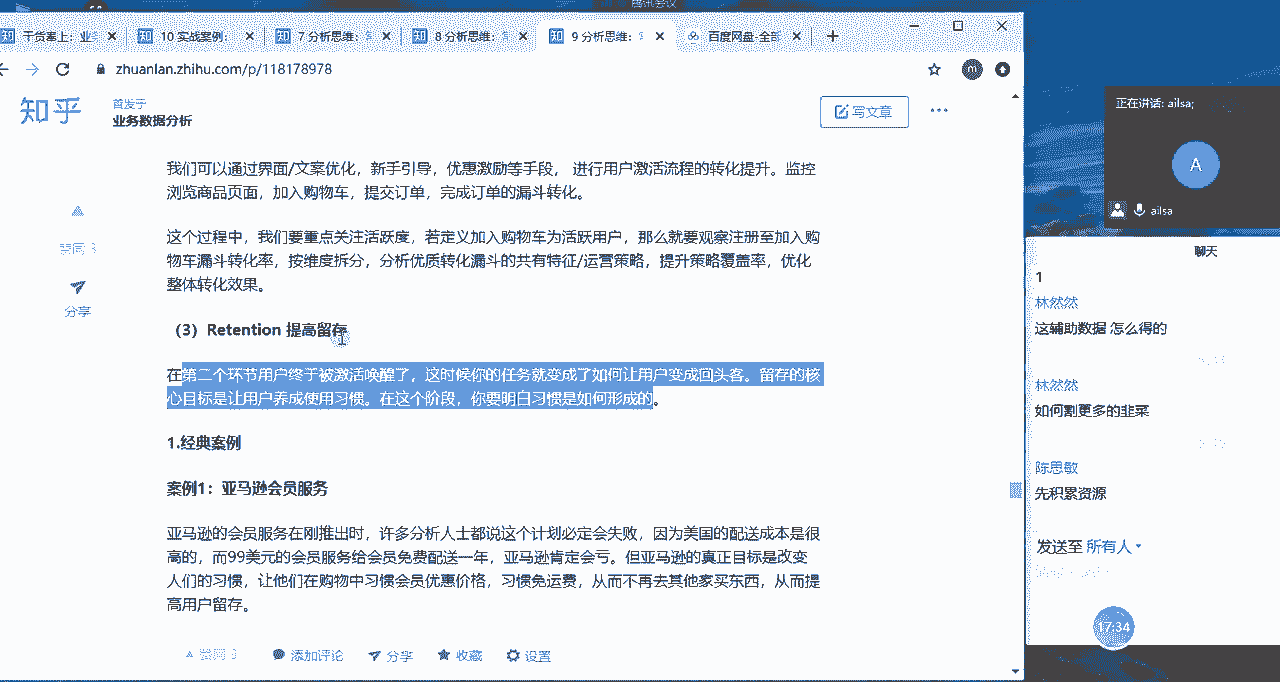 腾讯会议
干货奉上：业务
10 实战案例：
7 分析思维：
8 分析思维：
9 分析思维：
百度网盘-全部
zhuanlan.zhihu.com/p/118178978
m
知乎
首发于
业务数据分析
写文章
我们可以通过界面/文案优化，新手引导，优惠激励等手段， 进行用户激活流程的转化提升。监控
浏览商品页面，加入购物车，提交订单，完成订单的漏斗转化。
这个过程中，我们要重点关注活跃度，若定义加入购物车为活跃用户，那么就要观察注册至加入购
物车漏斗转化率，按维度拆分，分析优质转化漏斗的共有特征/运营策略，提升策略覆盖率，优化
整体转化效果。
赞同 3
分享
（3）Retention 提高留存
在第二个环节用户终于被激活唤醒了，这时候你的任务就变成了如何让用户变成回头客。留存的核
心目标是让用户养成使用习惯。在这个阶段，你要明白习惯是如何形成的。
1.经典案例
案例1：亚马逊会员服务
亚马逊的会员服务在刚推出时，许多分析人士都说这个计划必定会失败，因为美国的配送成本是很
高的，而99美元的会员服务给会员免费配送一年，亚马逊肯定会亏。但亚马逊的真正目标是改变
人们的习惯，让他们在购物中习惯会员优惠价格，习惯免运费，从而不再去其他家买东西，从而提
高用户留存。
赞同 3
添加评论
分享
收藏
设置
正在讲话: ailsa;
A
ailsa
聊天
1
林然然
这辅助数据 怎么得的
林然然
如何割更多的韭菜
陈思敏
先积累资源
发送至 所有人
17:34